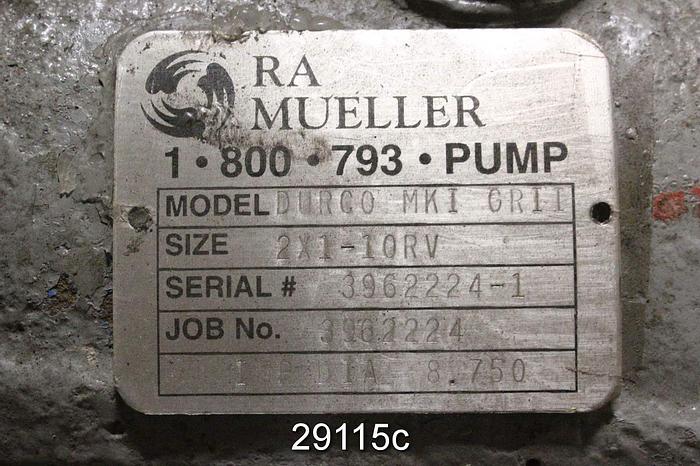 RA
MUELLER
1•800•793•PUMP
MODEL DURCO MKI GRII
SIZE 2X1-10RV
SERIAL # 3962224-1
JOB No. 3962224
DIA 8.750
29115c